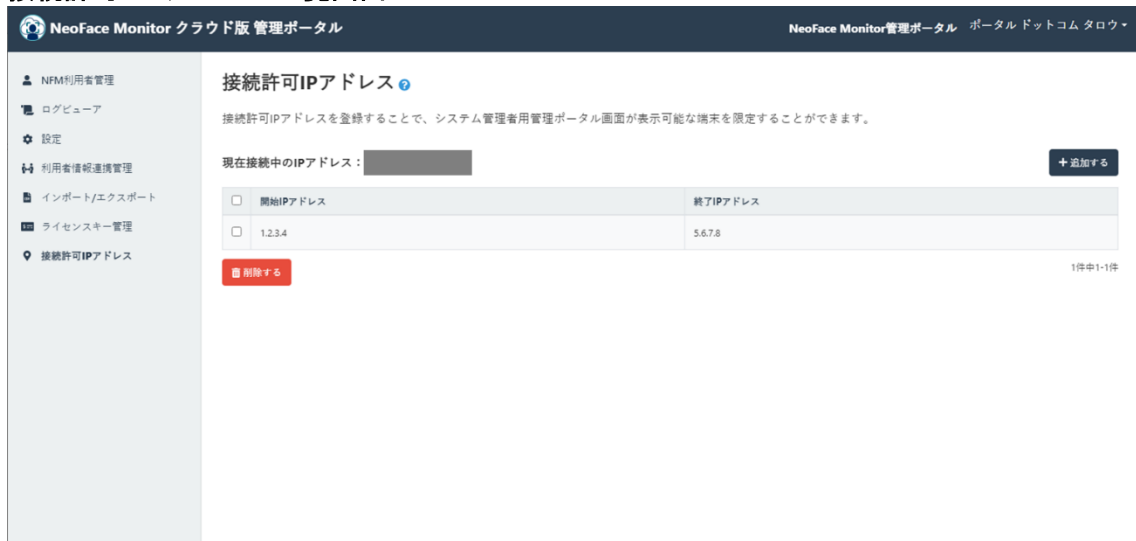 NeoFace Monitor クラウド版 管理ポータル
NeoFace Monitor管理ポータル ポータル ドットコム タロウ
NFM利用者管理
ログビューア
設定
利用者情報連携管理
インポート/エクスポート
ライセンスキー管理
接続許可IPアドレス
接続許可IPアドレス
接続許可IPアドレスを登録することで、システム管理者用管理ポータル画面が表示可能な端末を限定することができます。
現在接続中のIPアドレス：
+追加する
開始IPアドレス 終了IPアドレス
1.2.3.4 5.6.7.8
削除する
1件中1-1件